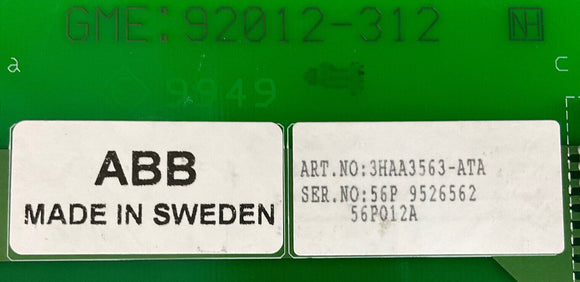 GME:92012-312
a
c
9949
ABB
MADE IN SWEDEN
ART.NO:3HAA3563-ATA
SER.NO:56P 9526562
56P012A